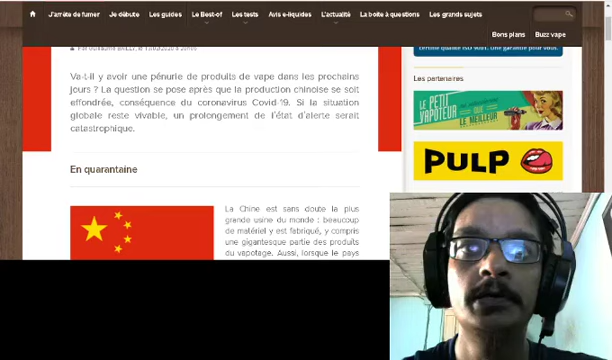 J'arrête de fumer Je débute Les guides Le Best-of Les tests Avis e-liquides L'actualité La boîte à questions Les grands sujets
Bons plans Buzz vape
Va-t-il y avoir une pénurie de produits de vape dans les prochains
jours ? La question se pose après que la production chinoise se soit
effondrée, conséquence du coronavirus Covid-19. Si la situation
globale reste vivable, un prolongement de l'état d'alerte serait
catastrophique.
En quarantaine
La Chine est sans doute la plus
grande usine du monde : beaucoup
de matériel y est fabriqué, y compris
une gigantesque partie des produits
du vapotage. Aussi, lorsque le pays
Les partenaires
LE PETIT
VAPOTEUR
LE MEILLEUR
PULP